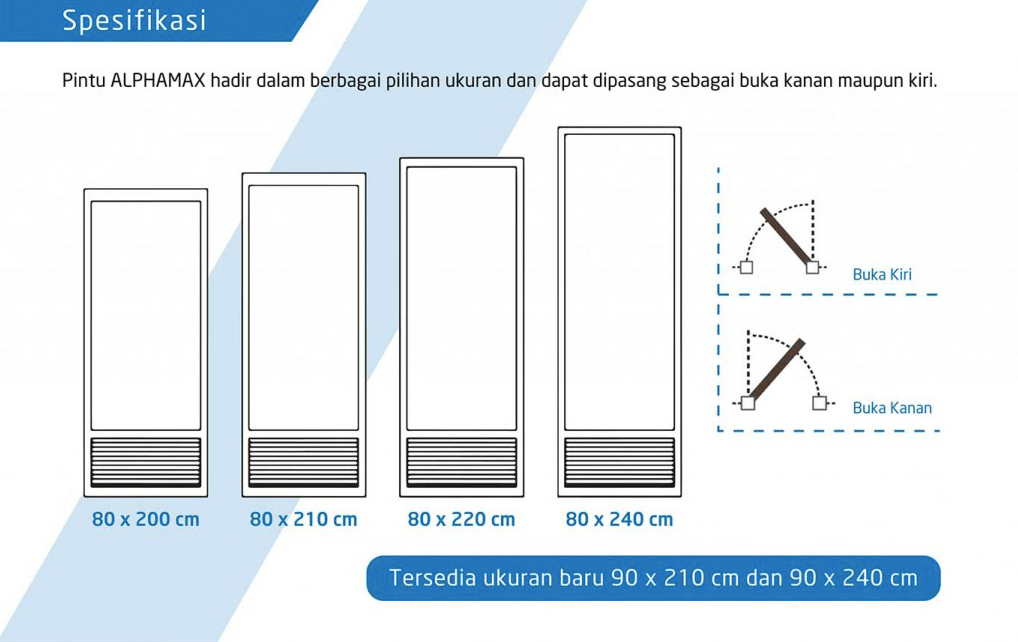 Spesifikasi
Pintu ALPHAMAX hadir dalam berbagai pilihan ukuran dan dapat dipasang sebagai buka kanan maupun kiri.
Buka Kiri
Buka Kanan
80 x 200 cm
80 x 210 cm
80 x 220 cm
80 x 240 cm
Tersedia ukuran baru 90 x 210 cm dan 90 x 240 cm